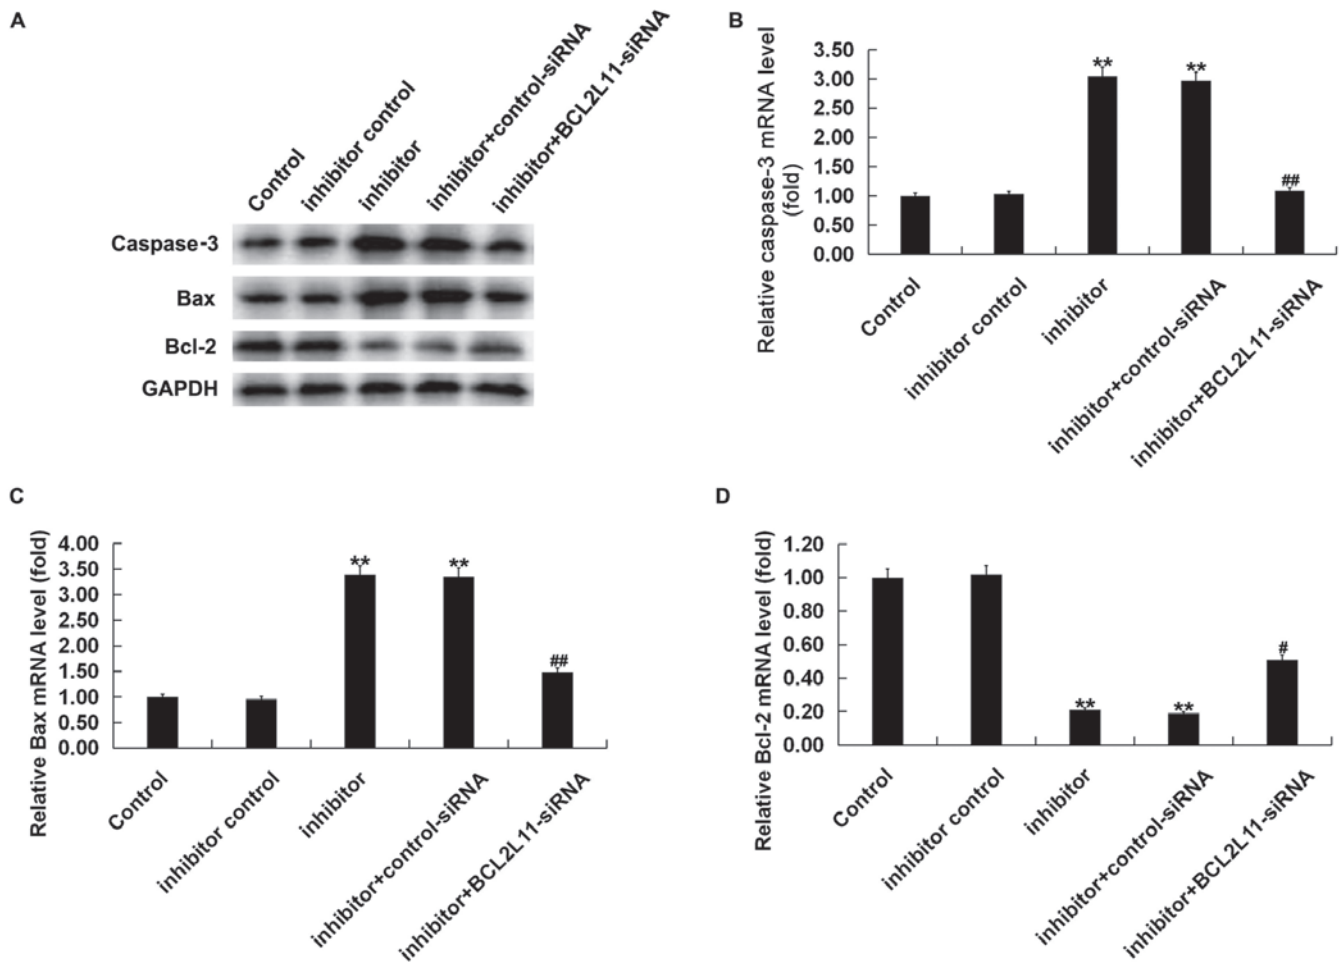 A
Control
inhibitor control
inhibitor
inhibitor+control-siRNA
inhibitor+BCL2L11-siRNA
Caspase-3
Bax
Bcl-2
GAPDH
B
Relative caspase-3 mRNA level
(fold)
3.50
3.00
2.50
2.00
1.50
1.00
0.50
0.00
**
**
##
Control
inhibitor control
inhibitor
inhibitor+control-siRNA
inhibitor+BCL2L11-siRNA
C
Relative Bax mRNA level (fold)
4.00
3.50
3.00
2.50
2.00
1.50
1.00
0.50
0.00
**
**
##
Control
inhibitor control
inhibitor
inhibitor+control-siRNA
inhibitor+BCL2L11-siRNA
D
Relative Bcl-2 mRNA level (fold)
1.20
1.00
0.80
0.60
0.40
0.20
0.00
**
**
#
Control
inhibitor control
inhibitor
inhibitor+control-siRNA
inhibitor+BCL2L11-siRNA